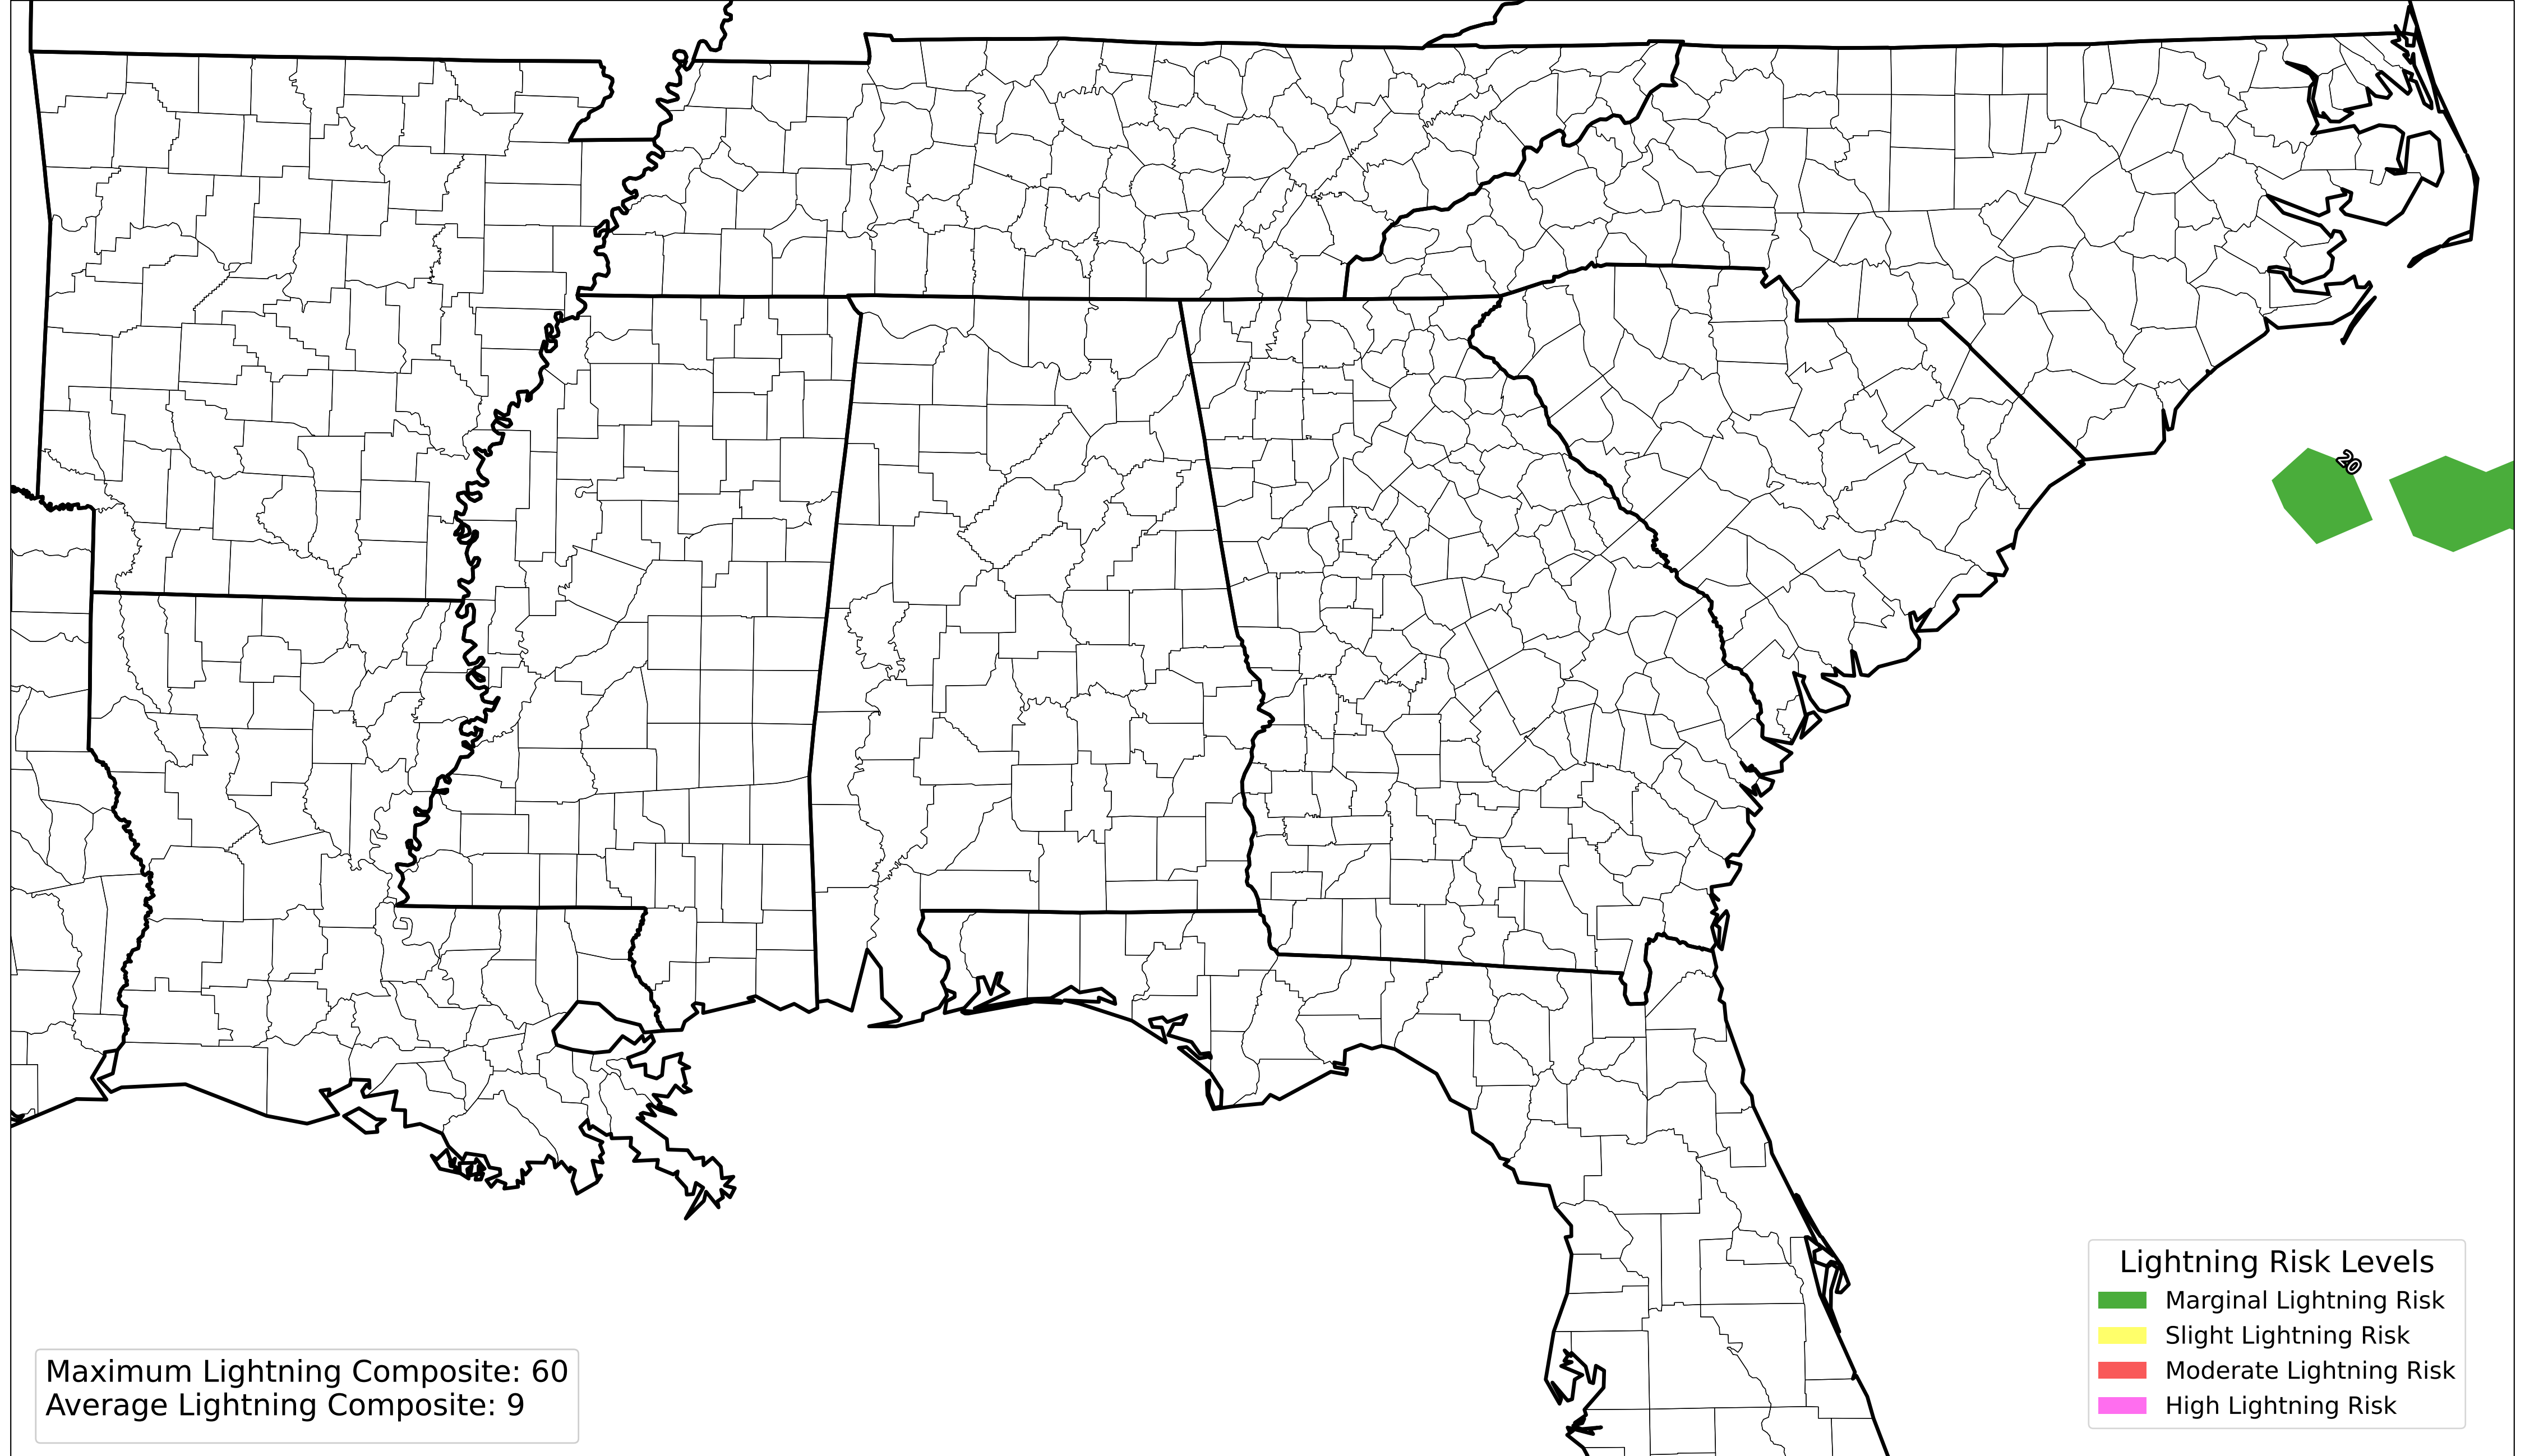 20
Lightning Risk Levels
Marginal Lightning Risk
Slight Lightning Risk
Moderate Lightning Risk
High Lightning Risk
Maximum Lightning Composite: 60
Average Lightning Composite: 9